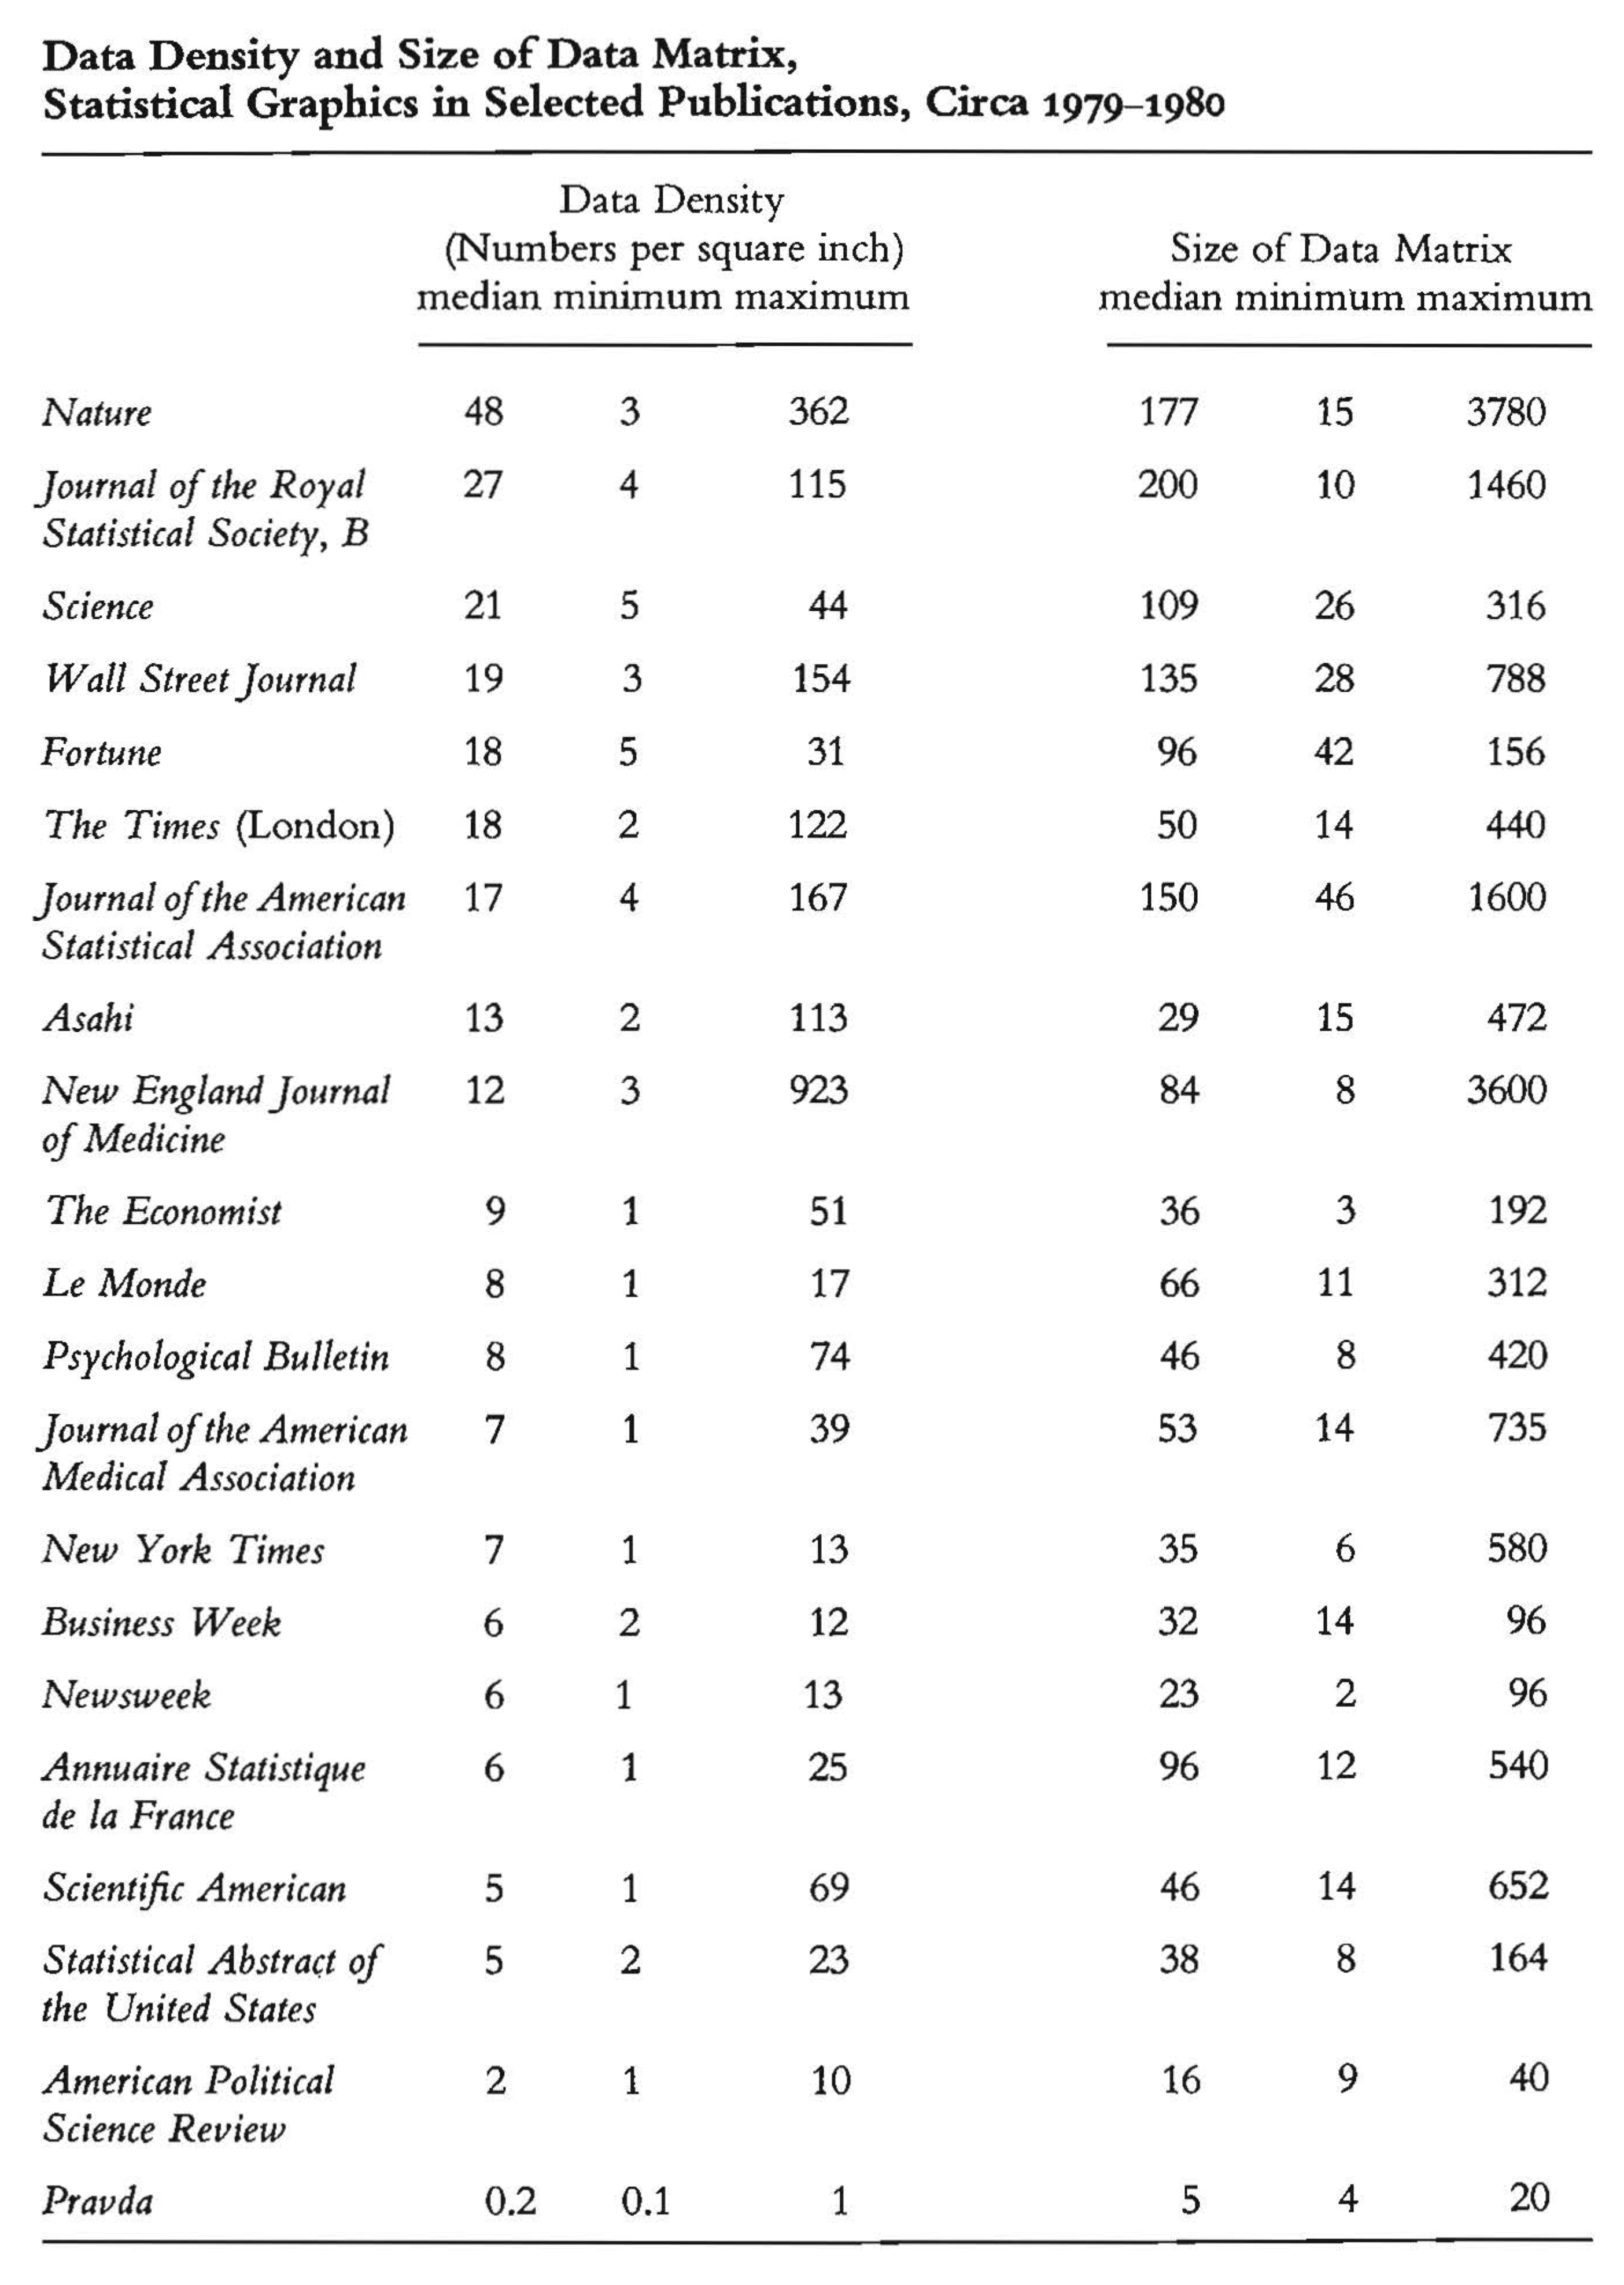 Data Density and Size of Data Matrix,
Statistical Graphics in Selected Publications, Circa 1979–1980
Data Density
(Numbers per square inch) Size of Data Matrix
median minimum maximum median minimum maximum
Nature 48 3 362 177 15 3780
Journal of the Royal 27 4 115 200 10 1460
Statistical Society, B
Science 21 5 44 109 26 316
Wall Street Journal 19 3 154 135 28 788
Fortune 18 5 31 96 42 156
The Times (London) 18 2 122 50 14 440
Journal of the American 17 4 167 150 46 1600
Statistical Association
Asahi 13 2 113 29 15 472
New England Journal 12 3 923 84 8 3600
of Medicine
The Economist 9 1 51 36 3 192
Le Monde 8 1 17 66 11 312
Psychological Bulletin 8 1 74 46 8 420
Journal of the American 7 1 39 53 14 735
Medical Association
New York Times 7 1 13 35 6 580
Business Week 6 2 12 32 14 96
Newsweek 6 1 13 23 2 96
Annuaire Statistique 6 1 25 96 12 540
de la France
Scientific American 5 1 69 46 14 652
Statistical Abstract of 5 2 23 38 8 164
the United States
American Political 2 1 10 16 9 40
Science Review
Pravda 0.2 0.1 1 5 4 20